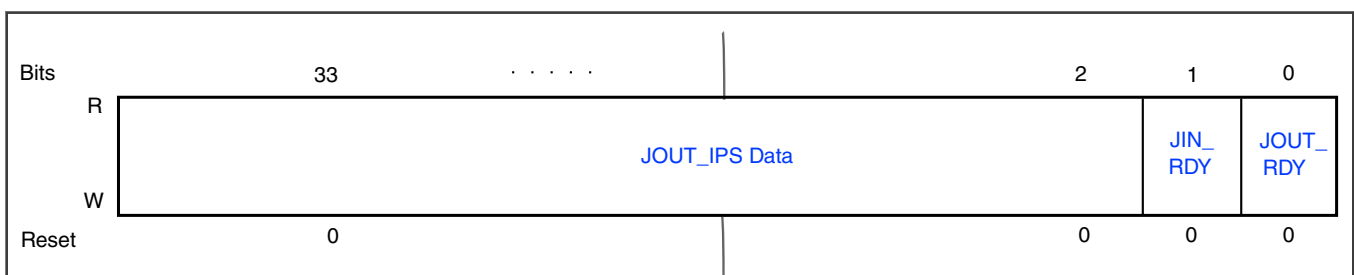 Bits 33 . . . . . 2 1 0
R
JOUT_IPS Data JIN_ JOUT_
RDY RDY
W
Reset 0 0 0 0